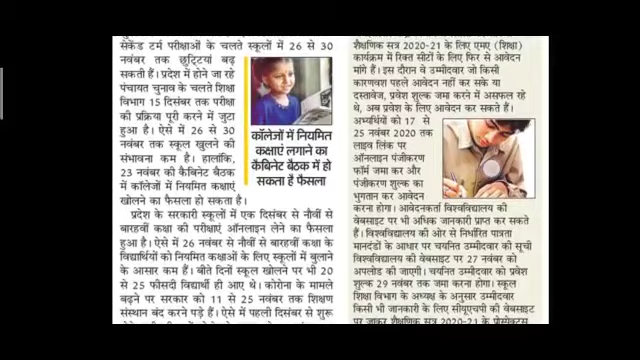 सेकेंड टर्म परीक्षाओं के चलते स्कूलों में 26 से 30
नवंबर तक छुट्टियां बढ़
सकती हैं। प्रदेश में होने जा रहे
पंचायत चुनाव के चलते शिक्षा
विभाग 15 दिसंबर तक परीक्षा
की प्रक्रिया पूरी करने में जुटा
हुआ है। ऐसे में 26 से 30
नवंबर तक स्कूल खुलने की
संभावना कम है। हालांकि,
23 नवंबर की कैबिनेट बैठक
में कॉलेजों में नियमित कक्षाएं
खोलने का फैसला हो सकता है।
प्रदेश के सरकारी स्कूलों में एक दिसंबर से नौवीं से
बारहवीं कक्षा की परीक्षाएं ऑनलाइन लेने का फैसला
हुआ है। ऐसे में 26 नवंबर से नौवीं से बारहवीं कक्षा के
विद्यार्थियों को नियमित कक्षाओं के लिए स्कूलों में बुलाने
के आसार कम हैं। बीते दिनों स्कूल खोलने पर भी 20
से 25 फीसदी विद्यार्थी ही आए थे। कोरोना के मामले
बढ़ने पर सरकार को 11 से 25 नवंबर तक शिक्षण
संस्थान बंद करने पड़े हैं। ऐसे में पहली दिसंबर से शुरू
कॉलेजों में नियमित
कक्षाएं लगाने का
कैबिनेट बैठक में हो
सकता है फैसला
शैक्षणिक सत्र 2020-21 के लिए एमए (शिक्षा)
कार्यक्रम में रिक्त सीटों के लिए फिर से आवेदन
मांगे हैं। इस दौरान वे उम्मीदवार जो किसी
कारणवश पहले आवेदन नहीं कर सके या
दस्तावेज, प्रवेश शुल्क जमा करने में असफल रहे
थे, अब प्रवेश के लिए आवेदन कर सकते हैं।
अभ्यर्थियों को 17 से
25 नवंबर 2020 तक
लाइव लिंक पर
ऑनलाइन पंजीकरण
फॉर्म जमा कर और
पंजीकरण शुल्क का
भुगतान कर आवेदन
करना होगा। आवेदनकर्ता विश्वविद्यालय की
वेबसाइट पर भी अधिक जानकारी प्राप्त कर सकते
हैं। विश्वविद्यालय की ओर से निर्धारित पात्रता
मानदंडों के आधार पर चयनित उम्मीदवार की सूची
विश्वविद्यालय की वेबसाइट पर 27 नवंबर को
अपलोड की जाएगी। चयनित उम्मीदवार को प्रवेश
शुल्क 29 नवंबर तक जमा करना होगा। स्कूल
शिक्षा विभाग के अध्यक्ष के अनुसार उम्मीदवार
किसी भी जानकारी के लिए सीयूएचपी की वेबसाइट
पर जाकर शैक्षणिक सत्र 2020-21 के प्रोस्पेक्टस